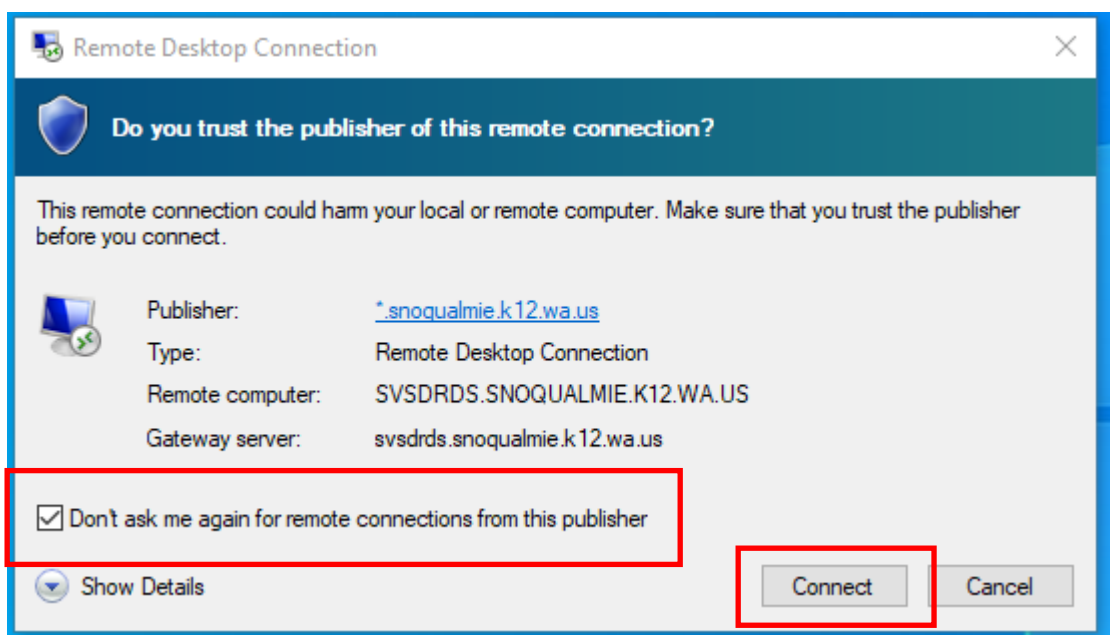 Remote Desktop Connection
Do you trust the publisher of this remote connection?
This remote connection could harm your local or remote computer. Make sure that you trust the publisher
before you connect.
Publisher: *.snoqualmie.k12.wa.us
Type: Remote Desktop Connection
Remote computer: SVSDRDS.SNOQUALMIE.K12.WA.US
Gateway server: svsdrds.snoqualmie.k12.wa.us
Don't ask me again for remote connections from this publisher
Show Details Connect Cancel